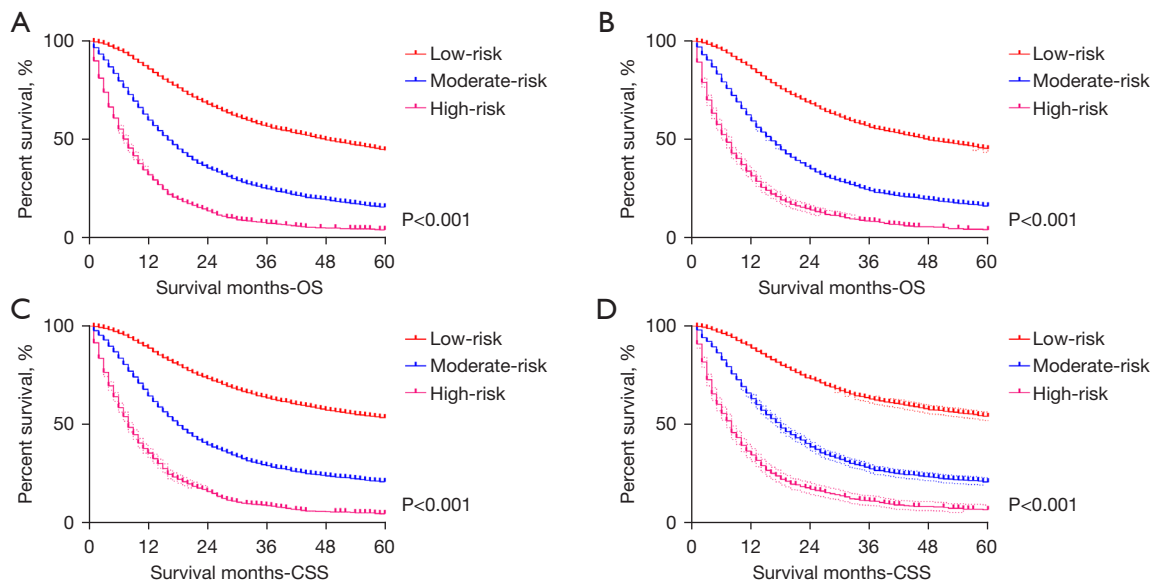 A
Percent survival, %
100
50
0
0 12 24 36 48 60
Survival months-OS
Low-risk
Moderate-risk
High-risk
P<0.001
B
Percent survival, %
100
50
0
0 12 24 36 48 60
Survival months-OS
Low-risk
Moderate-risk
High-risk
P<0.001
C
Percent survival, %
100
50
0
0 12 24 36 48 60
Survival months-CSS
Low-risk
Moderate-risk
High-risk
P<0.001
D
Percent survival, %
100
50
0
0 12 24 36 48 60
Survival months-CSS
Low-risk
Moderate-risk
High-risk
P<0.001